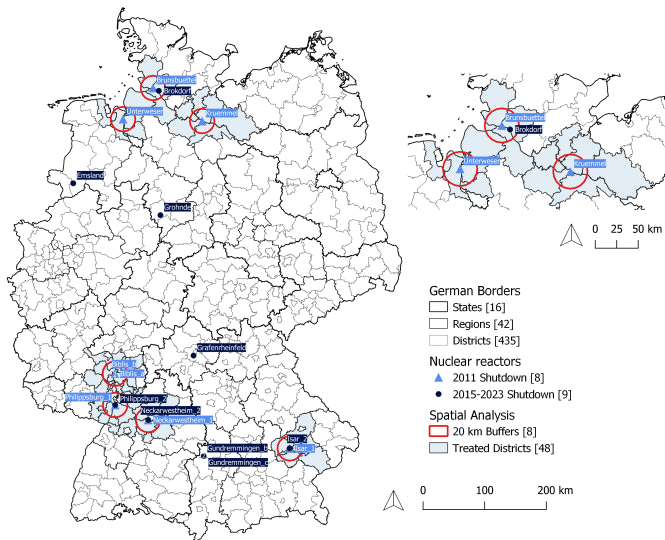 Brunsbuettel
Brokdorf
Unterweser
Kruemmel
Emsland
Grohnde
Grafenrheinfeld
Biblis_1
Biblis_2
Philippsburg_1
Philippsburg_2
Neckarwestheim_2
Neckarwestheim_1
Isar_2
Isar_1
Gundremmingen_b
Gundremmingen_c
Brunsbuettel
Brokdorf
Unterweser
Kruemmel
0 25 50 km
German Borders
States [16]
Regions [42]
Districts [435]
Nuclear reactors
2011 Shutdown [8]
2015-2023 Shutdown [9]
Spatial Analysis
20 km Buffers [8]
Treated Districts [48]
0 100 200 km